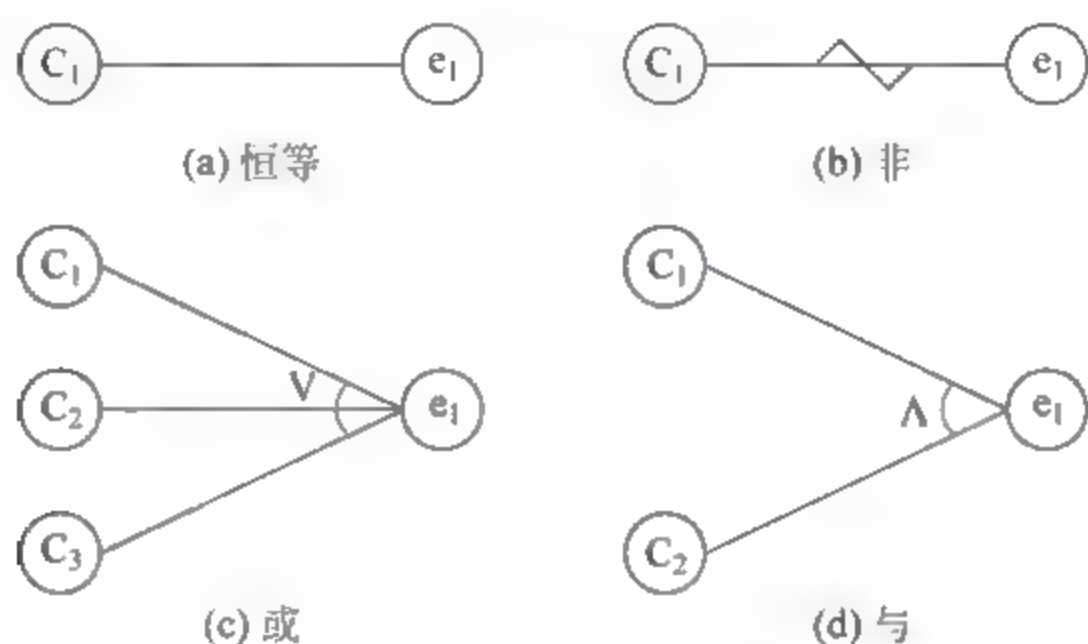 C₁ e₁ C₁ e₁
(a) 恒等 (b) 非
C₁ C₁
C₂ V e₁ Λ e₁
C₃ C₂
(c) 或 (d) 与